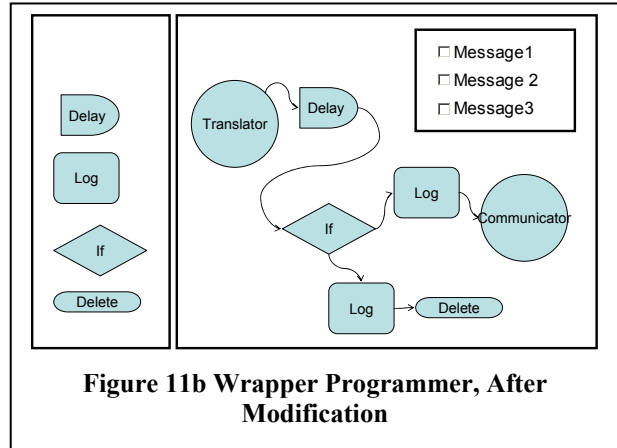 Delay
Log
If
Delete
Translator
Delay
Message1
Message 2
Message3
If
Log
Communicator
Log
Delete
Figure 11b Wrapper Programmer, After
Modification